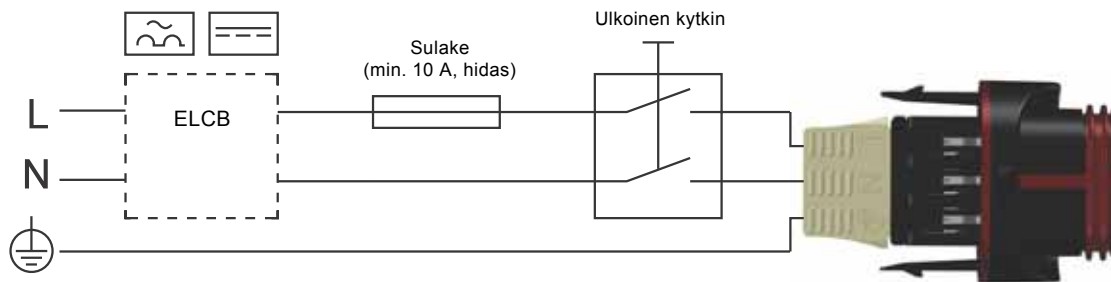 Ulkoinen kytkin
Sulake
(min. 10 A, hidas)
L
ELCB
N